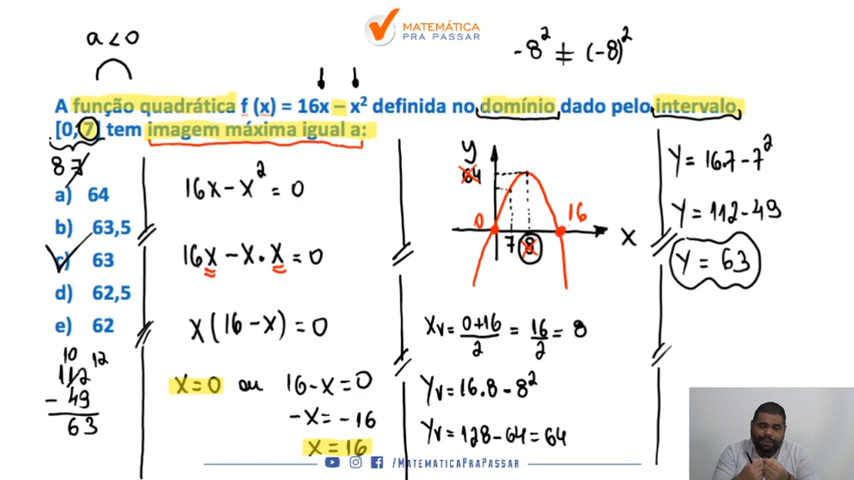 MATEMÁTICA
PRA PASSAR
a < 0
-8² ≠ (-8)²
A função quadrática f (x) = 16x – x² definida no domínio dado pelo intervalo
[0, 7] tem imagem máxima igual a:
8 7
a) 64
b) 63,5
c) 63
d) 62,5
e) 62
10 12
112
- 49
63
16x - x² = 0
16x - x . x = 0
x(16 - x) = 0
x = 0 ou 16 - x = 0
-x = -16
x = 16
y
64
0
16
7 8
x
Xv = 0+16/2 = 16/2 = 8
Yv = 16.8 - 8²
Yv = 128 - 64 = 64
Y = 16.7 - 7²
Y = 112 - 49
Y = 63
/MatematicaPraPassar